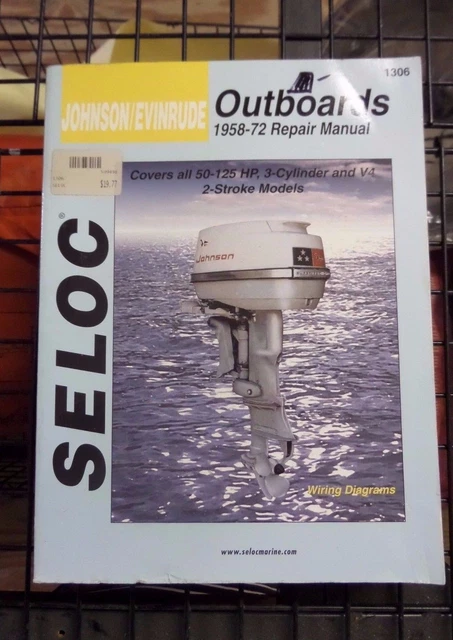 1306
JOHNSON/EVINRUDE
Outboards
1958-72 Repair Manual
$19.77
Covers all 50-125 HP, 3-Cylinder and V4
2-Stroke Models
SELOC®
Johnson
Wiring Diagrams
www.selocmarine.com